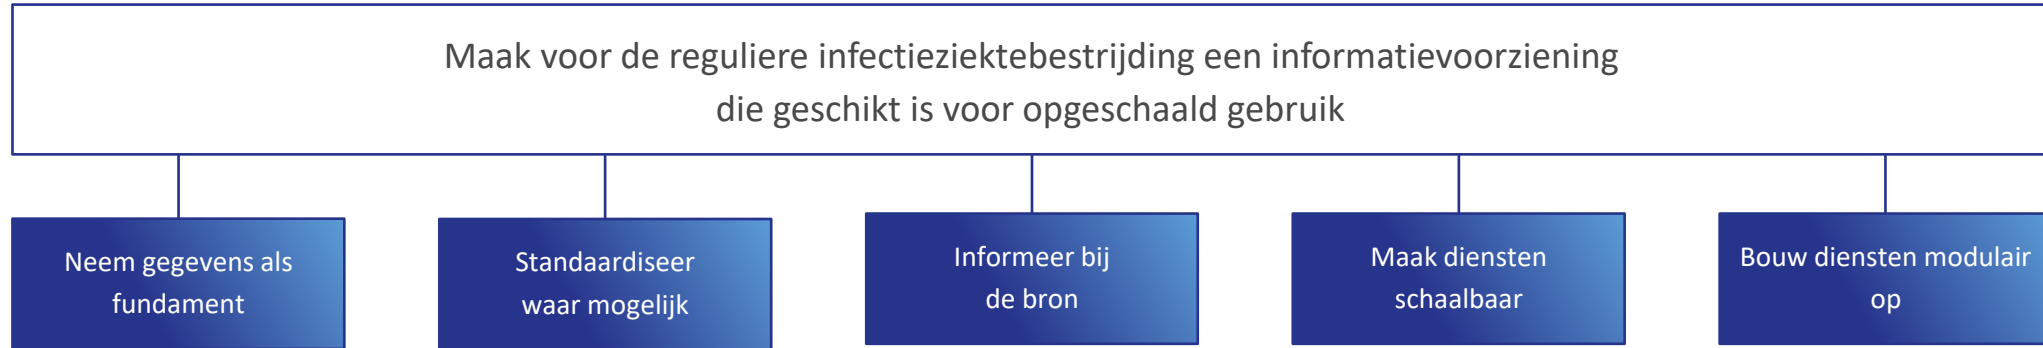 Maak voor de reguliere infectieziektebestrijding een informatievoorziening
die geschikt is voor opgeschaald gebruik
Neem gegevens als
fundament
Standaardiseer
waar mogelijk
Informeer bij
de bron
Maak diensten
schaalbaar
Bouw diensten modulair
op